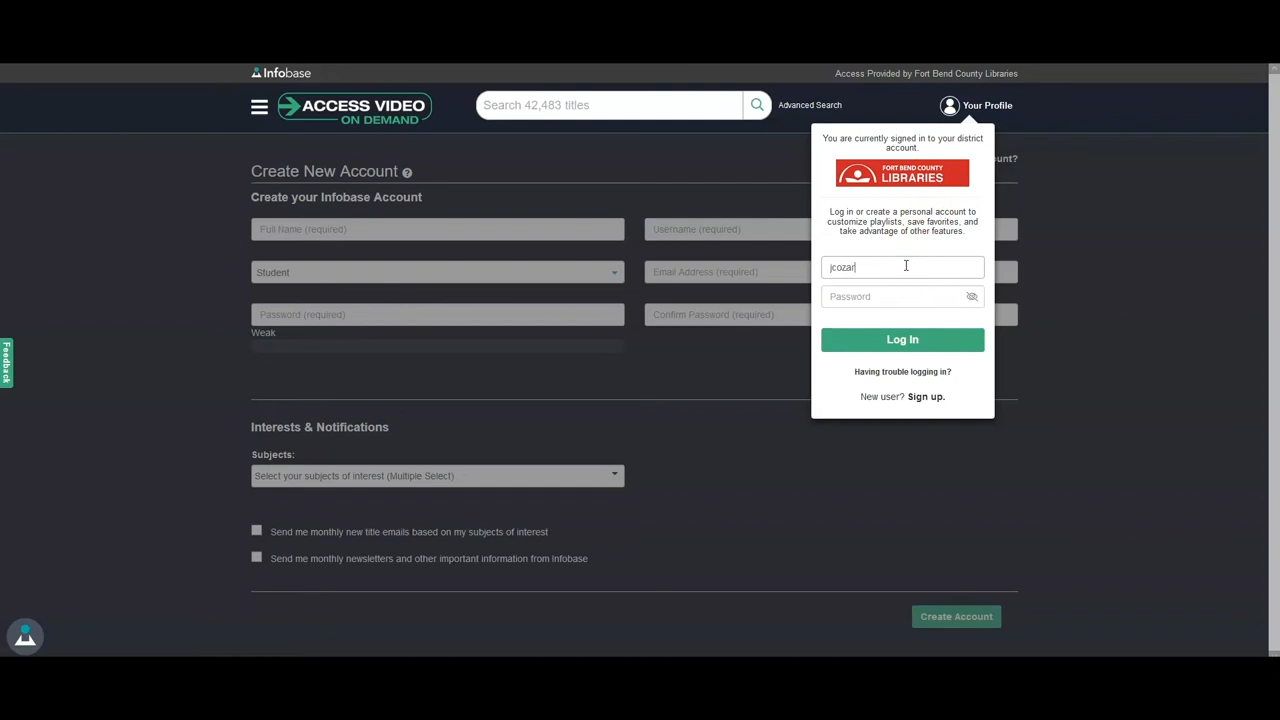 Infobase
Access Provided by Fort Bend County Libraries
ACCESS VIDEO
ON DEMAND
Search 42,483 titles
Advanced Search
Your Profile
You are currently signed in to your district
account.
FORT BEND COUNTY
LIBRARIES
Log in or create a personal account to
customize playlists, save favorites, and
take advantage of other features.
jcozar
Password
Log In
Having trouble logging in?
New user? Sign up.
Create New Account
unt?
Create your Infobase Account
Full Name (required)
Username (required)
Student
Email Address (required)
Password (required)
Confirm Password (required)
Weak
Feedback
Interests & Notifications
Subjects:
Select your subjects of interest (Multiple Select)
Send me monthly new title emails based on my subjects of interest
Send me monthly newsletters and other important information from Infobase
Create Account